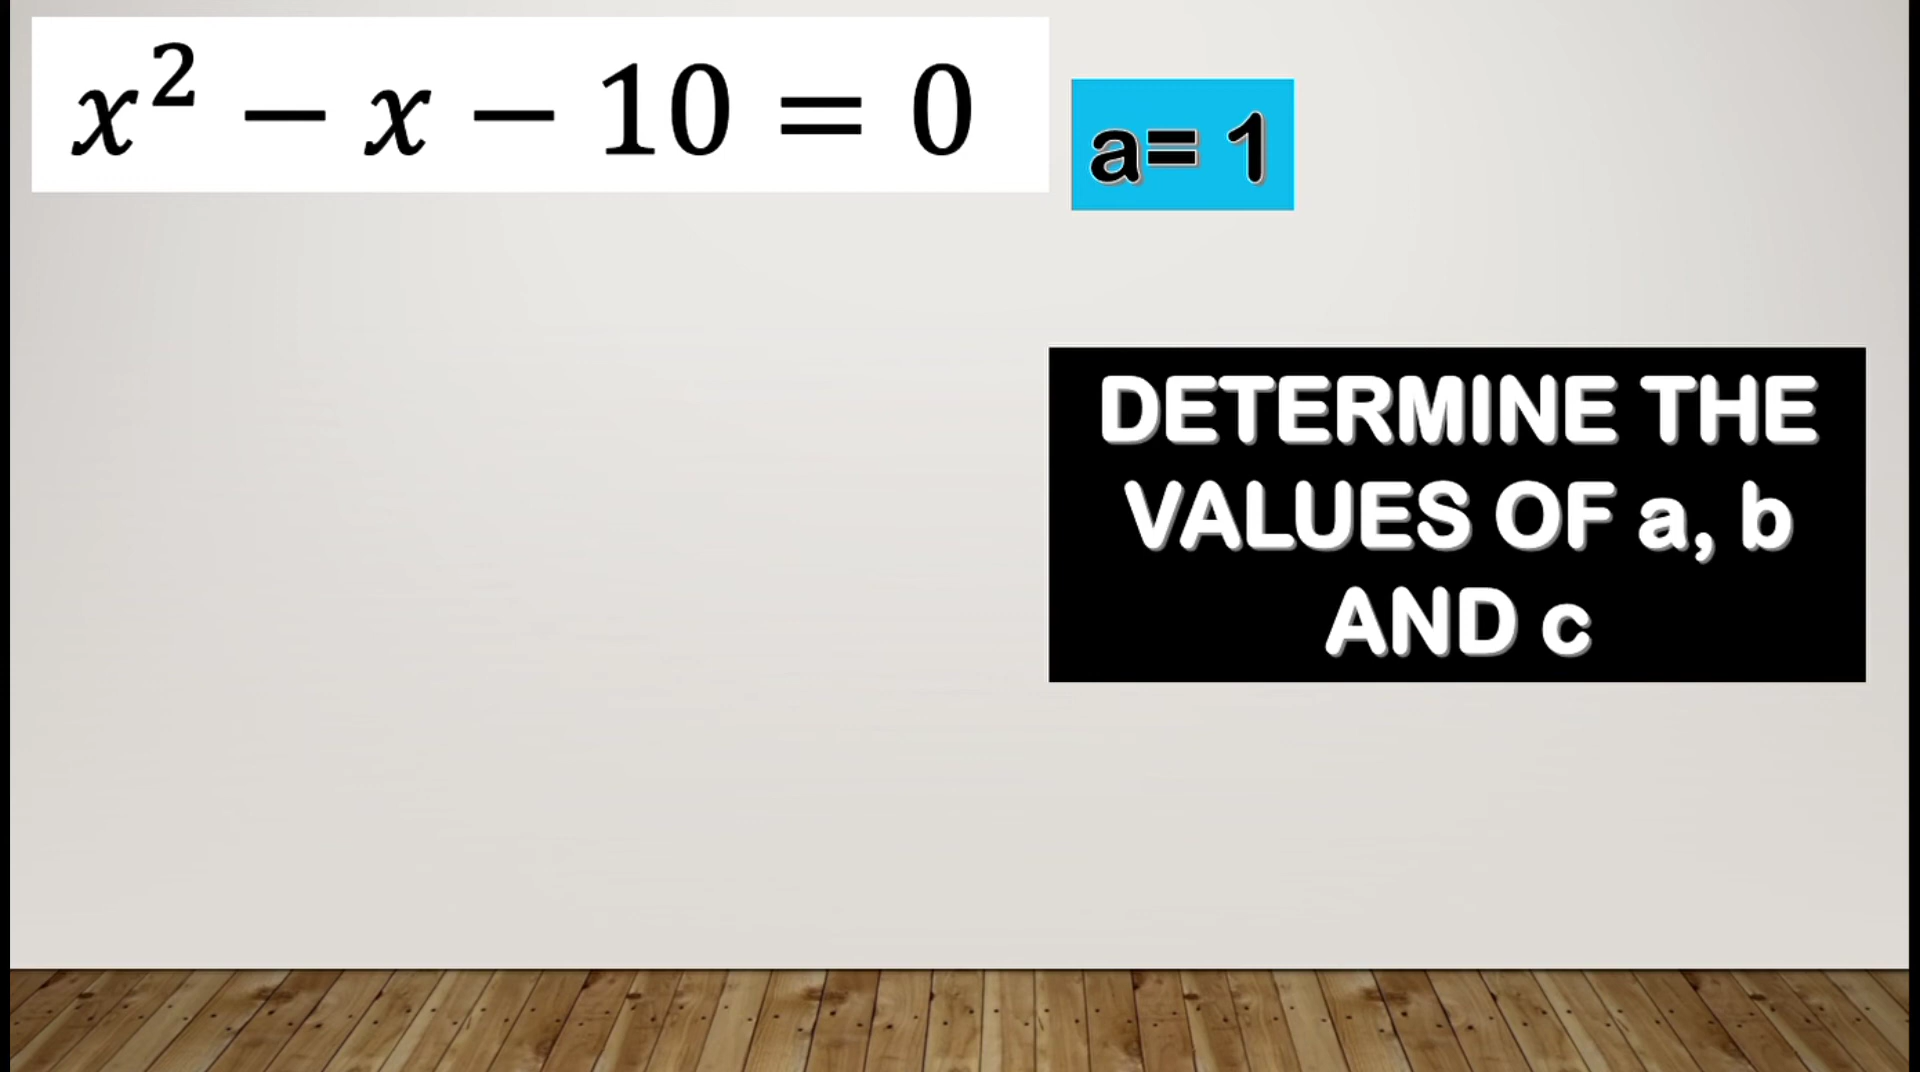 x² − x − 10 = 0
a= 1
DETERMINE THE
VALUES OF a, b
AND c